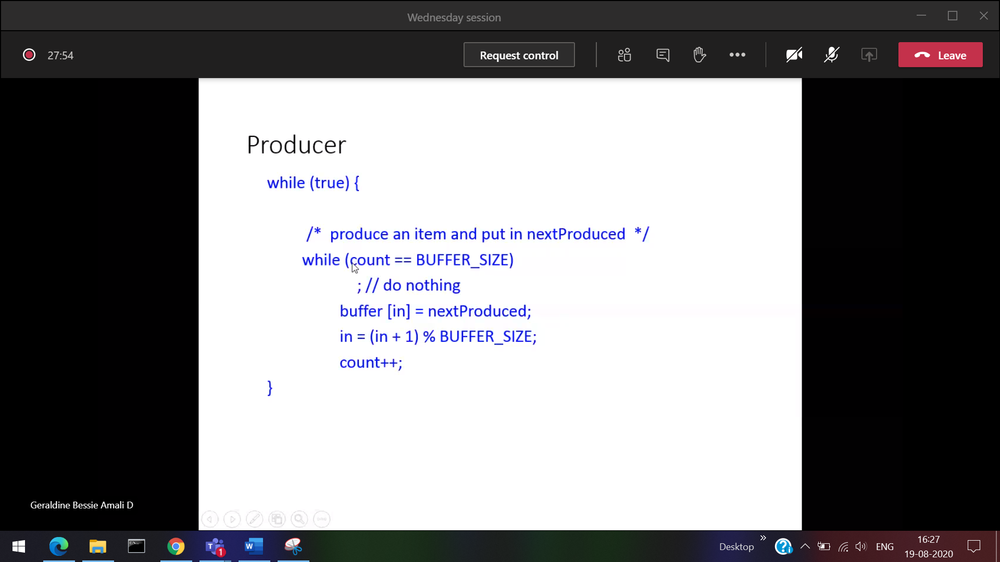 Wednesday session
27:54
Request control
Leave
Producer
while (true) {
/* produce an item and put in nextProduced */
while (count == BUFFER_SIZE)
; // do nothing
buffer [in] = nextProduced;
in = (in + 1) % BUFFER_SIZE;
count++;
}
Geraldine Bessie Amali D
Desktop
ENG
16:27
19-08-2020
1